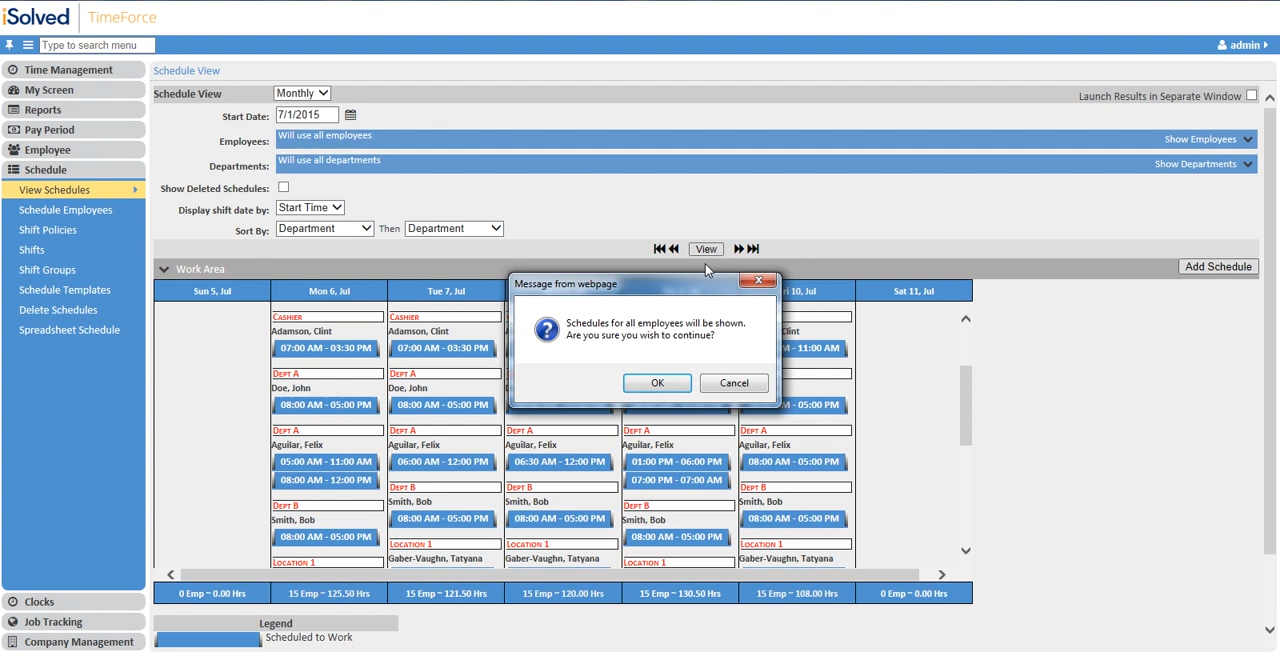 iSolved TimeForce
Type to search menu admin
Time Management
My Screen
Reports
Pay Period
Employee
Schedule
View Schedules
Schedule Employees
Shift Policies
Shifts
Shift Groups
Schedule Templates
Delete Schedules
Spreadsheet Schedule
Clocks
Job Tracking
Company Management
Schedule View
Schedule View Monthly Launch Results in Separate Window
Start Date: 7/1/2015
Employees: Will use all employees Show Employees
Departments: Will use all departments Show Departments
Show Deleted Schedules:
Display shift date by: Start Time
Sort By: Department Then Department
View
Work Area Add Schedule
Message from webpage
Schedules for all employees will be shown.
Are you sure you wish to continue?
OK Cancel
Sun 5, Jul Mon 6, Jul Tue 7, Jul ri 10, Jul Sat 11, Jul
CASHIER CASHIER
Adamson, Clint Adamson, Clint lint
07:00 AM - 03:30 PM 07:00 AM - 03:30 PM - 11:00 AM
DEPT A DEPT A
Doe, John Doe, John
08:00 AM - 05:00 PM 08:00 AM - 05:00 PM - 05:00 PM
DEPT A DEPT A DEPT A DEPT A DEPT A
Aguilar, Felix Aguilar, Felix Aguilar, Felix Aguilar, Felix Aguilar, Felix
05:00 AM - 11:00 AM 06:00 AM - 12:00 PM 06:30 AM - 12:00 PM 01:00 PM - 06:00 PM 08:00 AM - 05:00 PM
08:00 AM - 12:00 PM 07:00 PM - 07:00 AM
DEPT B DEPT B DEPT B
Smith, Bob Smith, Bob Smith, Bob
DEPT B DEPT B
Smith, Bob 08:00 AM - 05:00 PM 08:00 AM - 05:00 PM Smith, Bob 08:00 AM - 05:00 PM
08:00 AM - 05:00 PM 08:00 AM - 05:00 PM
LOCATION 1 LOCATION 1 LOCATION 1
Gaber-Vaughn, Tatyana Gaber-Vaughn, Tatyana Gaber-Vaughn, Tatyana
LOCATION 1 LOCATION 1
0 Emp ~ 0.00 Hrs 15 Emp ~ 125.50 Hrs 15 Emp ~ 121.50 Hrs 15 Emp ~ 120.00 Hrs 15 Emp ~ 130.50 Hrs 15 Emp ~ 108.00 Hrs 0 Emp ~ 0.00 Hrs
Legend
Scheduled to Work